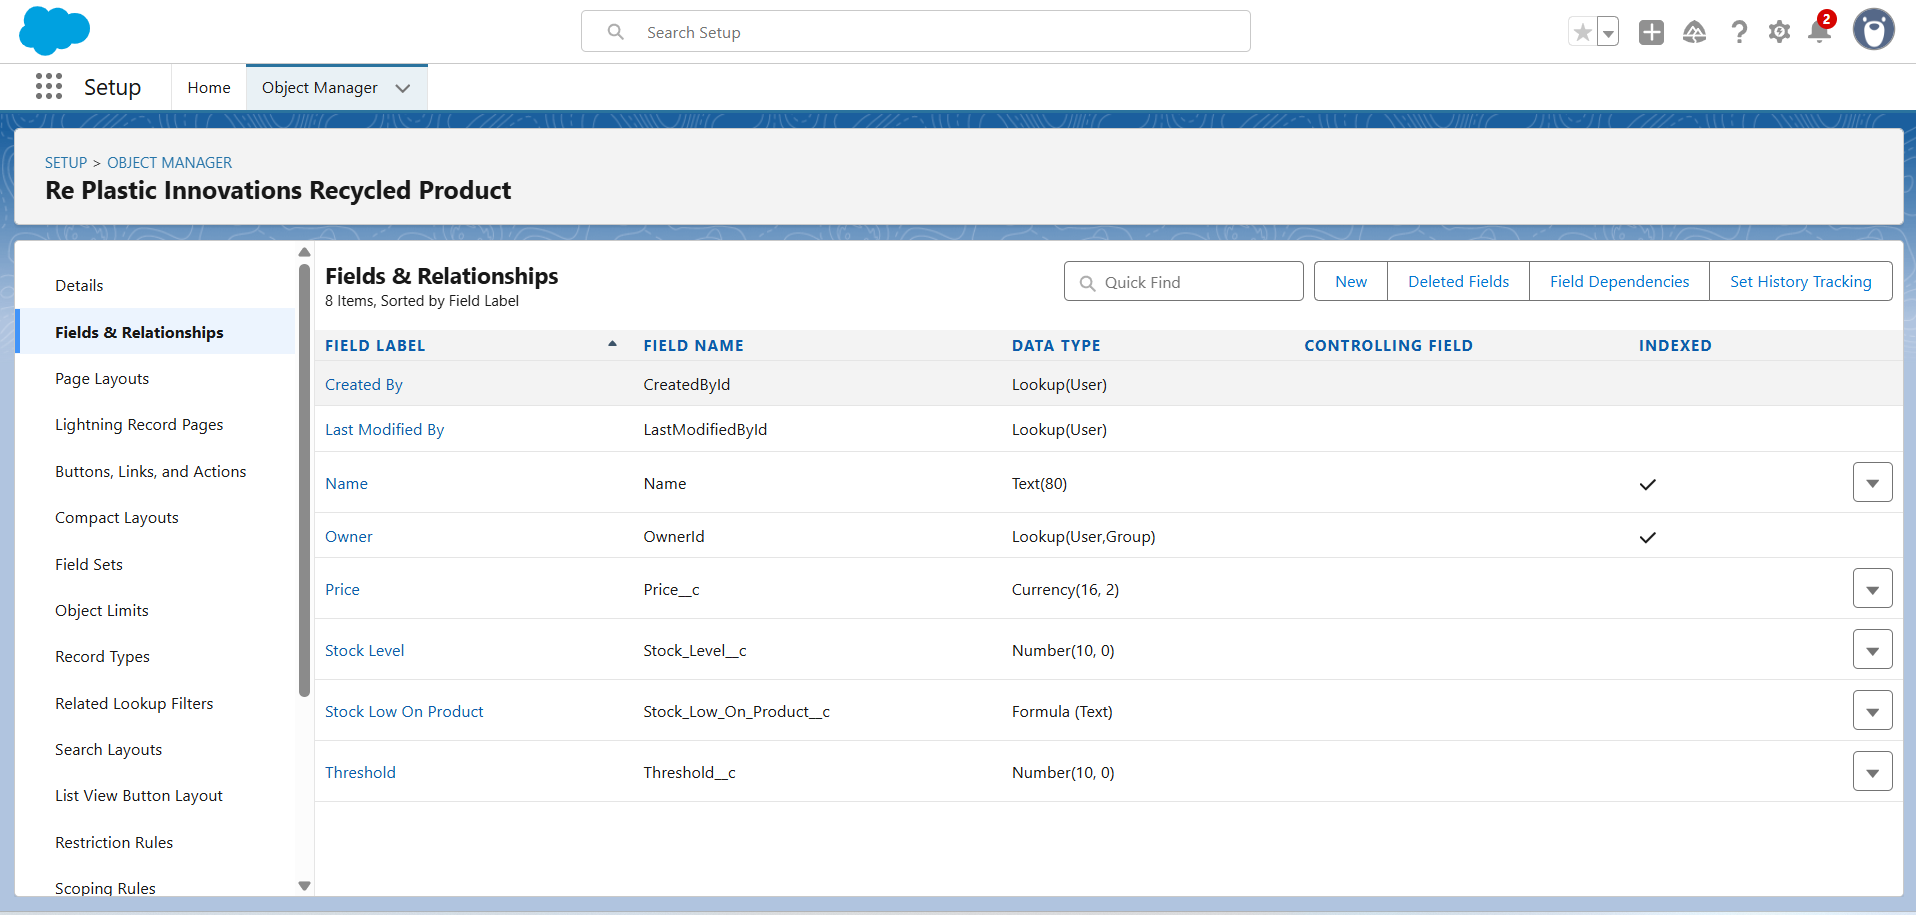 Search Setup
2
Setup
Home
Object Manager
SETUP > OBJECT MANAGER
Re Plastic Innovations Recycled Product
Details
Fields & Relationships
Page Layouts
Lightning Record Pages
Buttons, Links, and Actions
Compact Layouts
Field Sets
Object Limits
Record Types
Related Lookup Filters
Search Layouts
List View Button Layout
Restriction Rules
Scoping Rules
Fields & Relationships
8 Items, Sorted by Field Label
Quick Find
New
Deleted Fields
Field Dependencies
Set History Tracking
FIELD LABEL FIELD NAME DATA TYPE CONTROLLING FIELD INDEXED
Created By CreatedById Lookup(User)
Last Modified By LastModifiedById Lookup(User)
Name Name Text(80)
Owner OwnerId Lookup(User,Group)
Price Price__c Currency(16, 2)
Stock Level Stock_Level__c Number(10, 0)
Stock Low On Product Stock_Low_On_Product__c Formula (Text)
Threshold Threshold__c Number(10, 0)